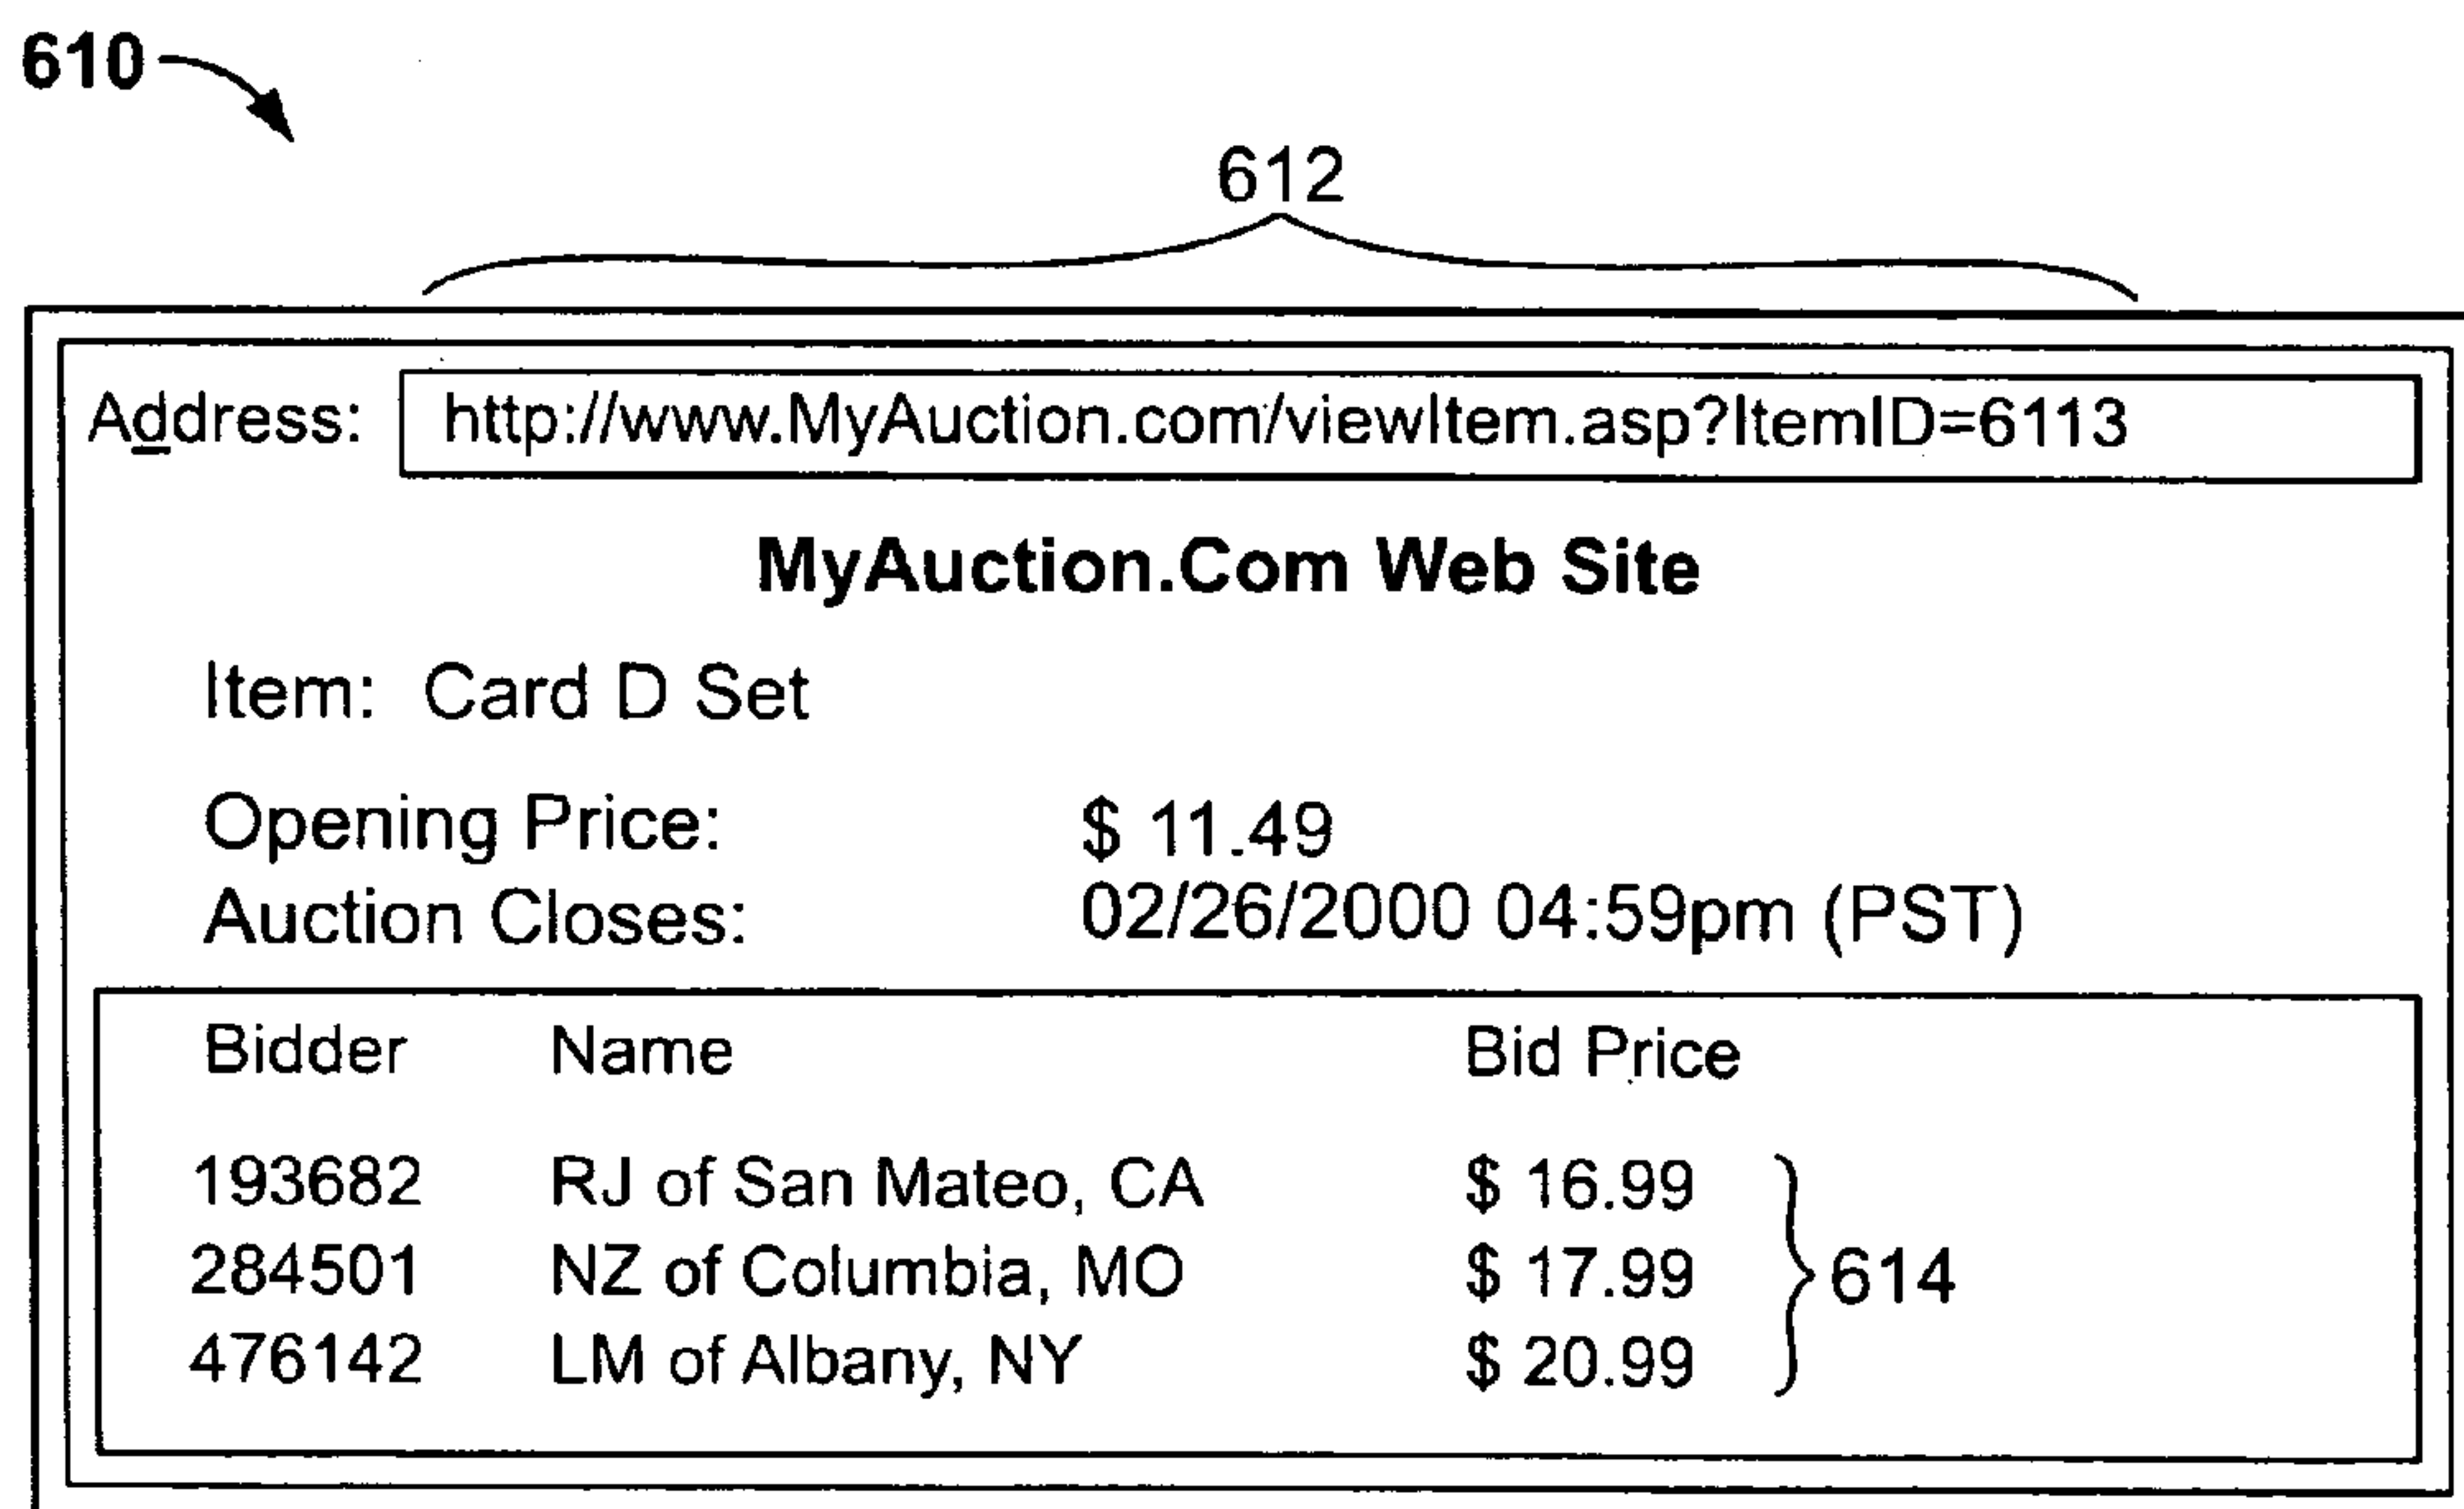 610
612
Address: http://www.MyAuction.com/viewItem.asp?ItemID=6113
MyAuction.Com Web Site
Item: Card D Set
Opening Price: $ 11.49
Auction Closes: 02/26/2000 04:59pm (PST)
Bidder Name Bid Price
193682 RJ of San Mateo, CA $ 16.99
284501 NZ of Columbia, MO $ 17.99 614
476142 LM of Albany, NY $ 20.99